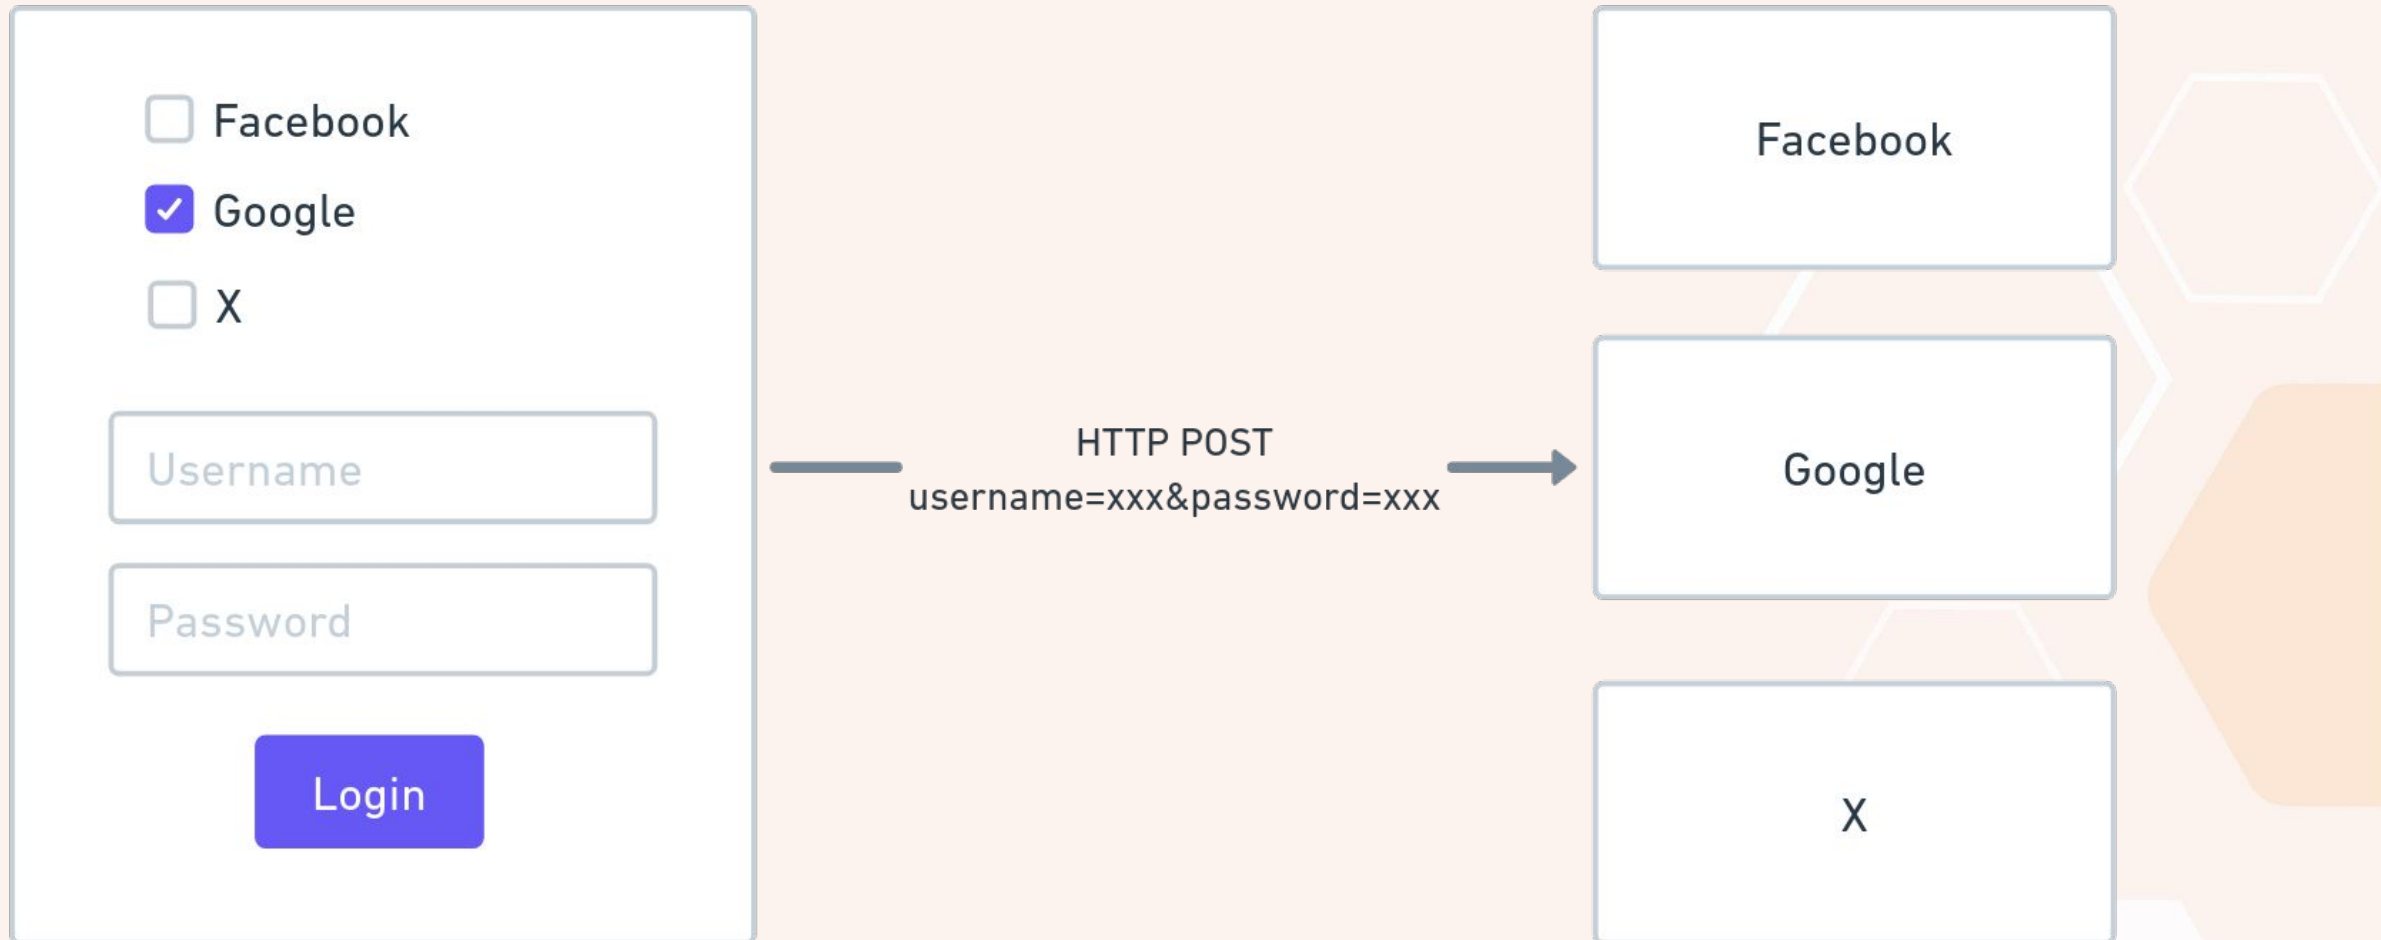 Facebook
Google
X
Username
Password
Login
HTTP POST
username=xxx&password=xxx
Facebook
Google
X